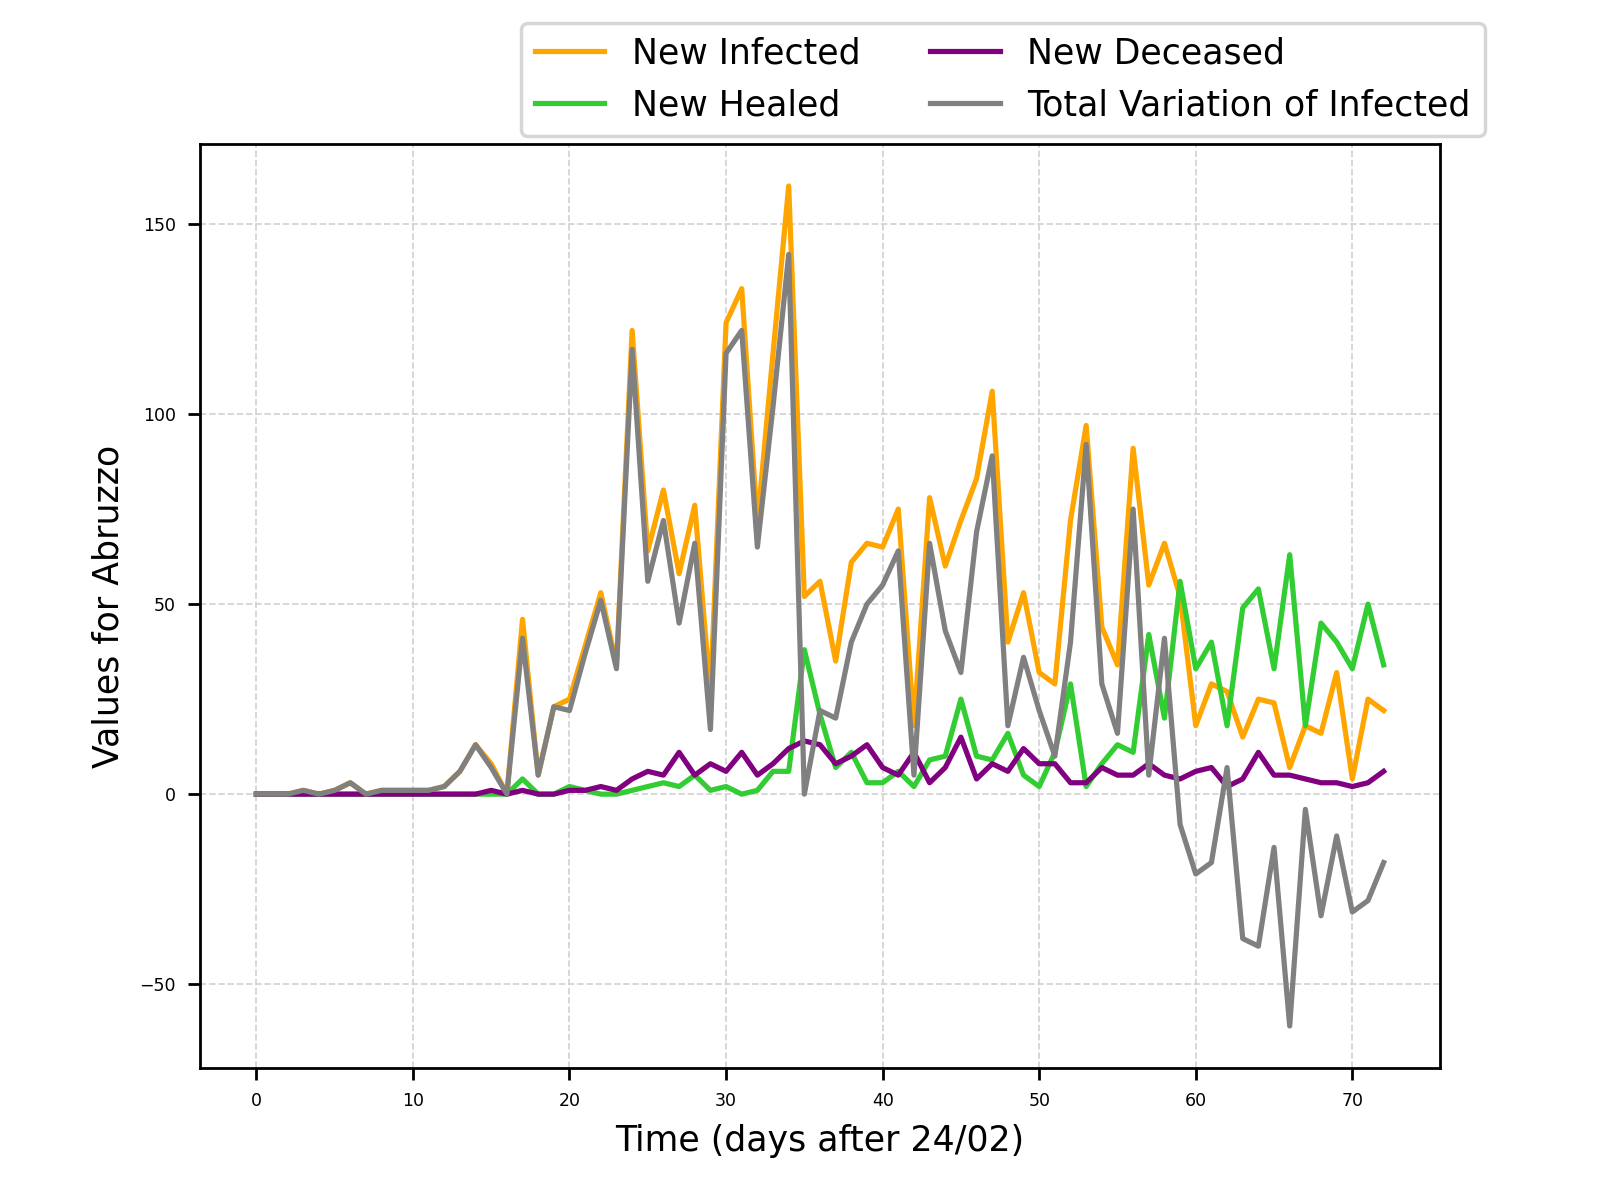 New Infected
New Healed
New Deceased
Total Variation of Infected
150
100
50
0
−50
Values for Abruzzo
0 10 20 30 40 50 60 70
Time (days after 24/02)